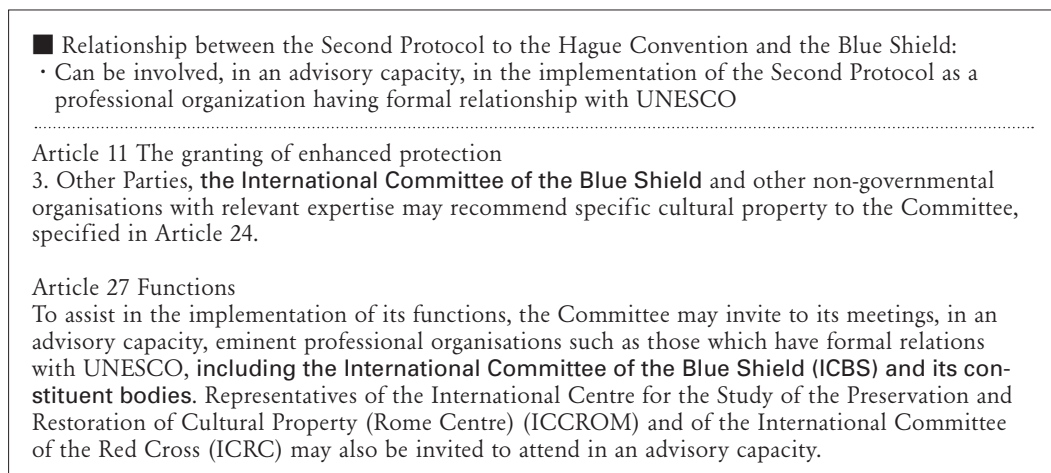 ■ Relationship between the Second Protocol to the Hague Convention and the Blue Shield:
・Can be involved, in an advisory capacity, in the implementation of the Second Protocol as a
professional organization having formal relationship with UNESCO
Article 11 The granting of enhanced protection
3. Other Parties, the International Committee of the Blue Shield and other non-governmental
organisations with relevant expertise may recommend specific cultural property to the Committee,
specified in Article 24.
Article 27 Functions
To assist in the implementation of its functions, the Committee may invite to its meetings, in an
advisory capacity, eminent professional organisations such as those which have formal relations
with UNESCO, including the International Committee of the Blue Shield (ICBS) and its con-
stituent bodies. Representatives of the International Centre for the Study of the Preservation and
Restoration of Cultural Property (Rome Centre) (ICCROM) and of the International Committee
of the Red Cross (ICRC) may also be invited to attend in an advisory capacity.